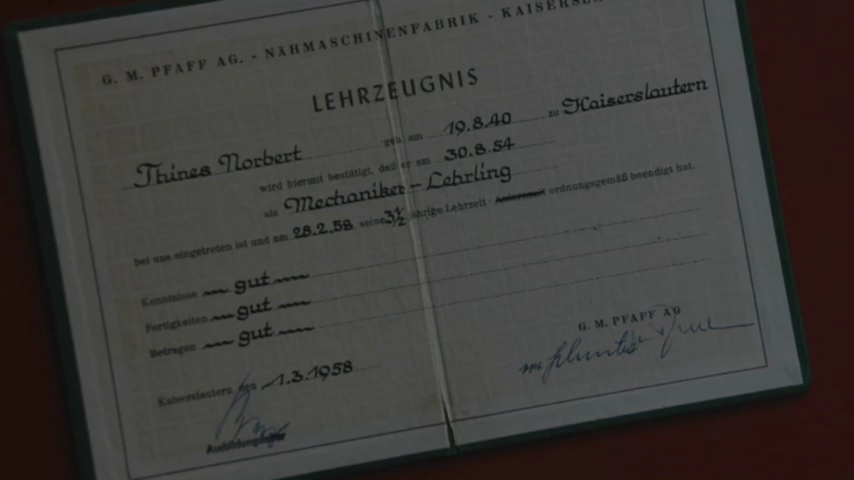 G. M. PFAFF AG. - NÄHMASCHINENFABRIK - KAISERSLA
LEHRZEUGNIS
Thines Norbert geb. am 19.8.40 zu Kaiserslautern
wird hiermit bestätigt, daß er am 30.8.54
als Mechaniker-Lehrling
bei uns eingetreten ist und am 28.2.58 seine 3½ jährige Lehrzeit - Anlernzeit ordnungsgemäß beendigt hat.
Kenntnisse gut
Fertigkeiten gut
Betragen gut
G. M. PFAFF AG
Kaiserslautern, den 1.3.1958